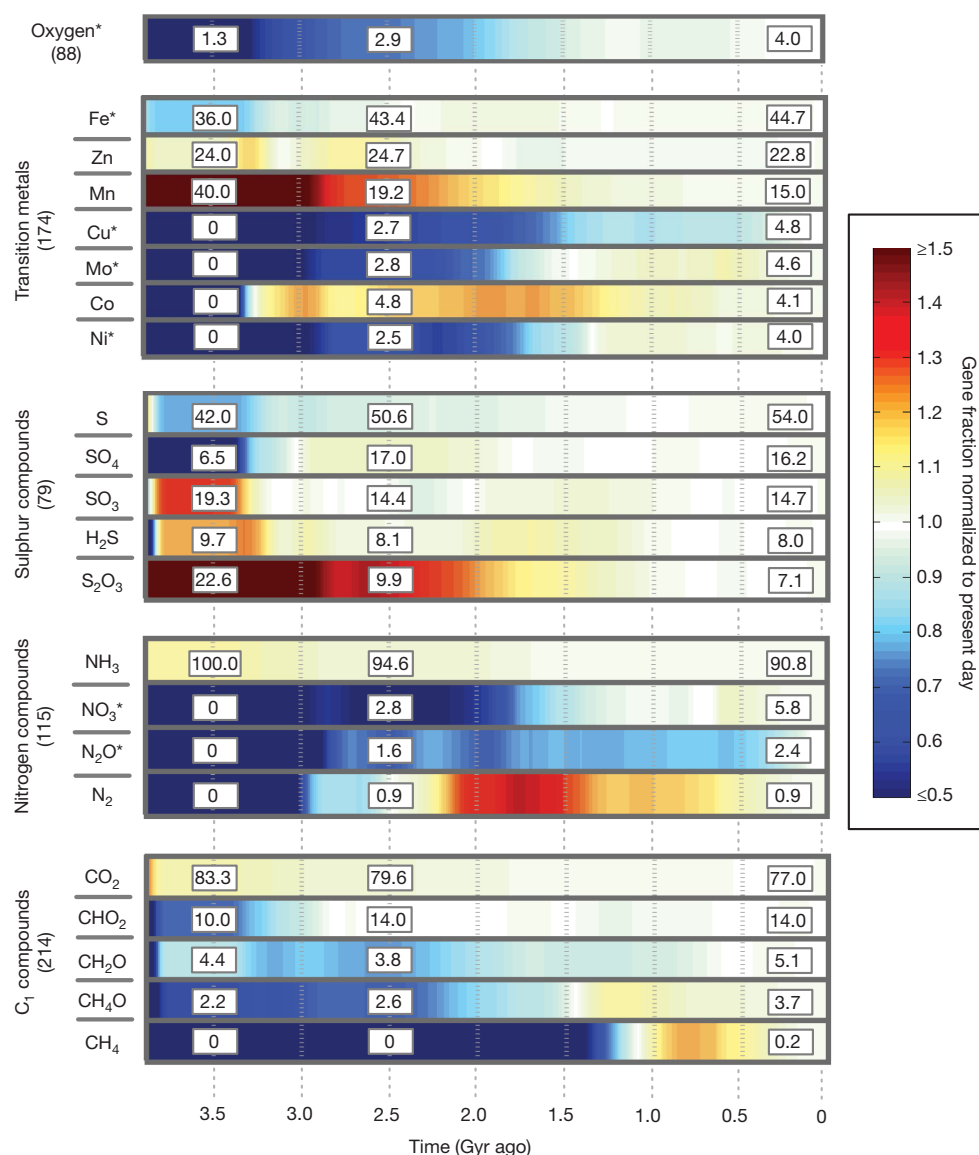 Oxygen*
(88)
1.3 2.9 4.0
Transition metals
(174)
Fe* 36.0 43.4 44.7
Zn 24.0 24.7 22.8
Mn 40.0 19.2 15.0
Cu* 0 2.7 4.8
Mo* 0 2.8 4.6
Co 0 4.8 4.1
Ni* 0 2.5 4.0
Sulphur compounds
(79)
S 42.0 50.6 54.0
SO4 6.5 17.0 16.2
SO3 19.3 14.4 14.7
H2S 9.7 8.1 8.0
S2O3 22.6 9.9 7.1
Nitrogen compounds
(115)
NH3 100.0 94.6 90.8
NO3* 0 2.8 5.8
N2O* 0 1.6 2.4
N2 0 0.9 0.9
C1 compounds
(214)
CO2 83.3 79.6 77.0
CHO2 10.0 14.0 14.0
CH2O 4.4 3.8 5.1
CH4O 2.2 2.6 3.7
CH4 0 0 0.2
3.5 3.0 2.5 2.0 1.5 1.0 0.5 0
Time (Gyr ago)
≥1.5
1.4
1.3
1.2
1.1
1.0
0.9
0.8
0.7
0.6
≤0.5
Gene fraction normalized to present day